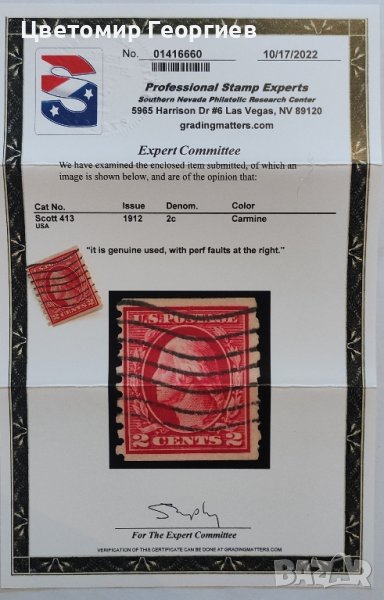 Цветомир Георгиев
No. 01416660 10/17/2022
Professional Stamp Experts
Southern Nevada Philatelic Research Center
5965 Harrison Dr #6 Las Vegas, NV 89120
gradingmatters.com
Expert Committee
We have examined the enclosed item submitted, of which an
image is shown below, and are of the opinion that:
Cat No. Issue Denom. Color
Scott 413 1912 2c Carmine
USA
"it is genuine used, with perf faults at the right."
U.S. POSTAGE
2 CENTS 2
For The Expert Committee
VERIFICATION OF THIS CERTIFICATE CAN BE DONE AT GRADINGMATTERS.COM
bazar